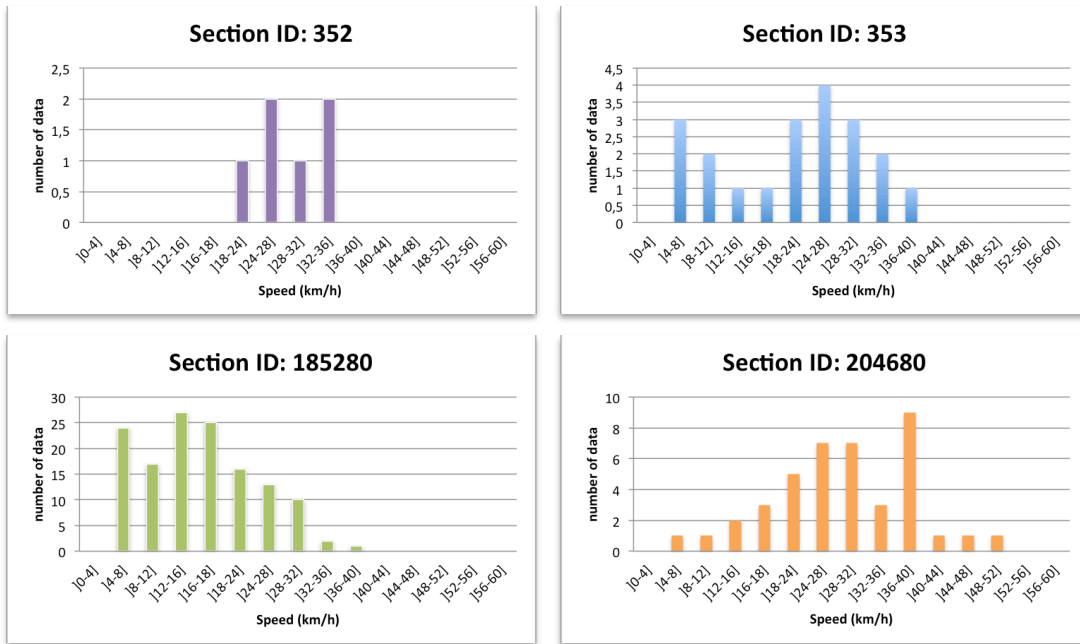 Section ID: 352
number of data
2,5
2
1,5
1
0,5
0
]0-4] ]4-8] ]8-12] ]12-16] ]16-18] ]18-24] ]24-28] ]28-32] ]32-36] ]36-40] ]40-44] ]44-48] ]48-52] ]52-56] ]56-60]
Speed (km/h)
Section ID: 353
number of data
4,5
4
3,5
3
2,5
2
1,5
1
0,5
0
]0-4] ]4-8] ]8-12] ]12-16] ]16-18] ]18-24] ]24-28] ]28-32] ]32-36] ]36-40] ]40-44] ]44-48] ]48-52] ]52-56] ]56-60]
Speed (km/h)
Section ID: 185280
number of data
30
25
20
15
10
5
0
]0-4] ]4-8] ]8-12] ]12-16] ]16-18] ]18-24] ]24-28] ]28-32] ]32-36] ]36-40] ]40-44] ]44-48] ]48-52] ]52-56] ]56-60]
Speed (km/h)
Section ID: 204680
number of data
10
8
6
4
2
0
]0-4] ]4-8] ]8-12] ]12-16] ]16-18] ]18-24] ]24-28] ]28-32] ]32-36] ]36-40] ]40-44] ]44-48] ]48-52] ]52-56] ]56-60]
Speed (km/h)